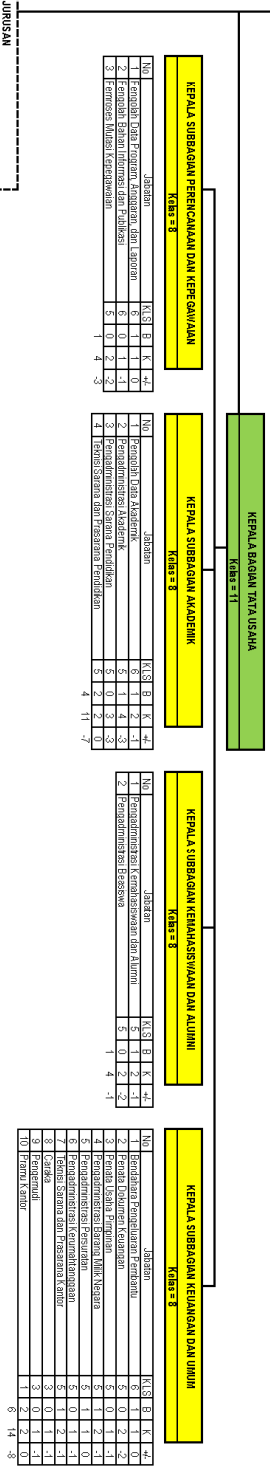 KEPALA BAGIAN TATA USAHA
Kelas = 11
KEPALA SUBBAGIAN PERENCANAAN DAN KEPEGAWAIAN
Kelas = 8
No Jabatan KLS B K +/-
1 Pengolah Data Program, Anggaran, dan Laporan 6 1 1 0
2 Pengolah Bahan Informasi dan Publikasi 6 0 1 -1
3 Pemroses Mutasi Kepegawaian 5 0 2 -2
1 4 -3
KEPALA SUBBAGIAN AKADEMIK
Kelas = 8
No Jabatan KLS B K +/-
1 Pengolah Data Akademik 6 1 2 -1
2 Pengadministrasi Akademik 5 1 4 -3
3 Pengadministrasi Sarana Pendidikan 5 0 3 -3
4 Teknisi Sarana dan Prasarana Pendidikan 5 2 2 0
4 11 -7
KEPALA SUBBAGIAN KEMAHASISWAAN DAN ALUMNI
Kelas = 8
No Jabatan KLS B K +/-
1 Pengadministrasi Kemahasiswaan dan Alumni 5 1 2 -1
2 Pengadministrasi Beasiswa 5 0 2 -2
1 4 -1
KEPALA SUBBAGIAN KEUANGAN DAN UMUM
Kelas = 8
No Jabatan KLS B K +/-
1 Bendahara Pengeluaran Pembantu 6 1 1 0
2 Penata Dokumen Keuangan 5 0 2 -2
3 Penata Usaha Pimpinan 5 0 1 -1
4 Pengadministrasi Barang Milik Negara 5 1 2 -1
5 Pengadministrasi Persuratan 5 1 1 0
6 Pengadministrasi Kerumahtanggaan 5 0 1 -1
7 Teknisi Sarana dan Prasarana Kantor 5 1 2 -1
8 Caraka 3 0 1 -1
9 Pengemudi 3 0 1 -1
10 Pramu Kantor 1 2 2 0
6 14 -8
JURUSAN